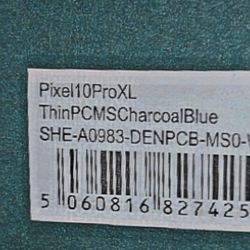 Pixel10ProXL
ThinPCMSCharcoalBlue
SHE-A0983-DENPCB-MS0-
5 060816 827425